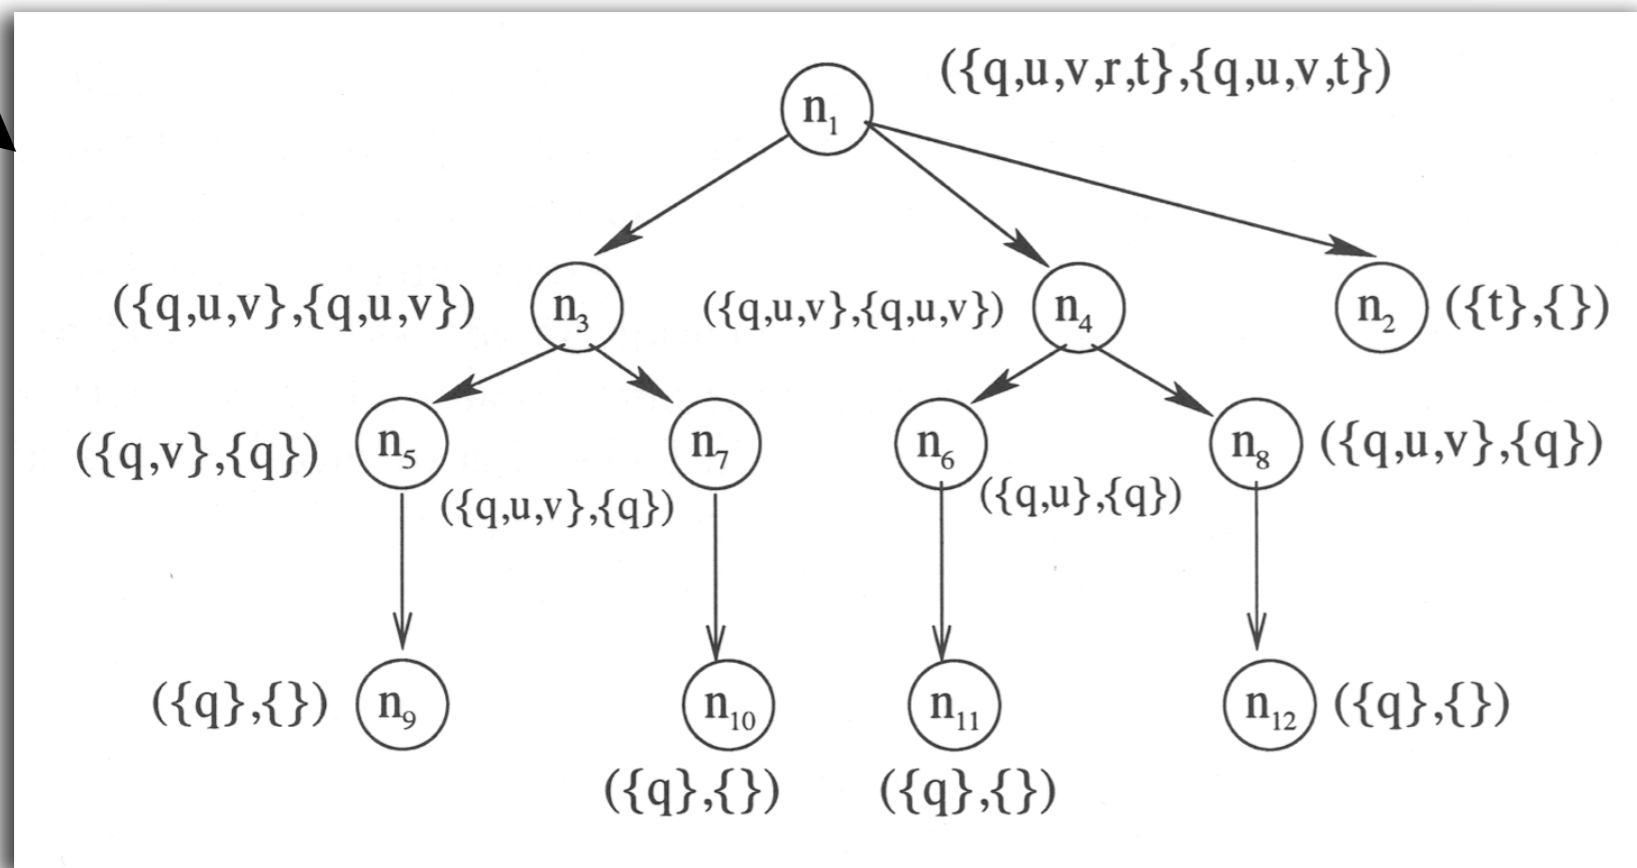 ({q,u,v,r,t},{q,u,v,t})
n₁
({q,u,v},{q,u,v})
n₃
({q,u,v},{q,u,v})
n₄
n₂
({t},{})
({q,v},{q})
n₅
n₇
n₆
n₈
({q,u,v},{q})
({q,u,v},{q})
({q,u},{q})
({q},{})
n₉
n₁₀
n₁₁
n₁₂
({q},{})
({q},{})
({q},{})